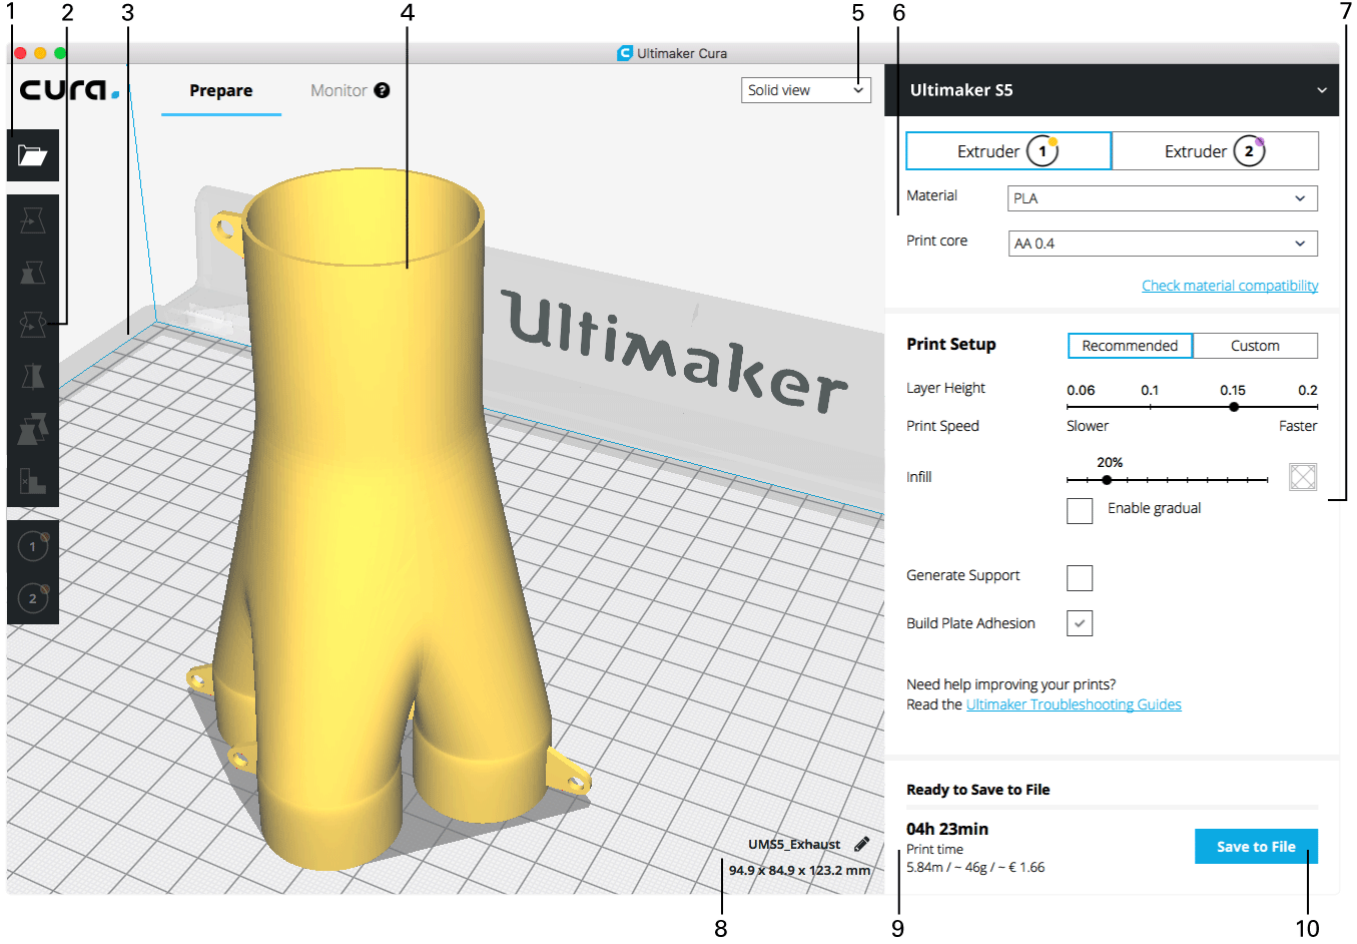 1 2 3 4 5 6 7
Ultimaker Cura
cura.
Prepare
Monitor ?
Solid view
Ultimaker S5
Extruder 1
Extruder 2
Material
PLA
Print core
AA 0.4
Check material compatibility
Ultimaker
Print Setup
Recommended
Custom
Layer Height
0.06 0.1 0.15 0.2
Print Speed
Slower
Faster
20%
Infill
Enable gradual
1
2
Generate Support
Build Plate Adhesion
Need help improving your prints?
Read the Ultimaker Troubleshooting Guides
Ready to Save to File
04h 23min
Print time
5.84m / ~ 46g / ~ € 1.66
Save to File
UMS5_Exhaust
94.9 x 84.9 x 123.2 mm
8 9 10